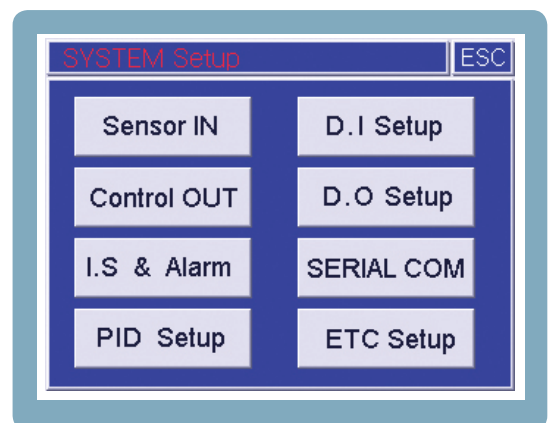 SYSTEM Setup ESC
Sensor IN D.I Setup
Control OUT D.O Setup
I.S & Alarm SERIAL COM
PID Setup ETC Setup